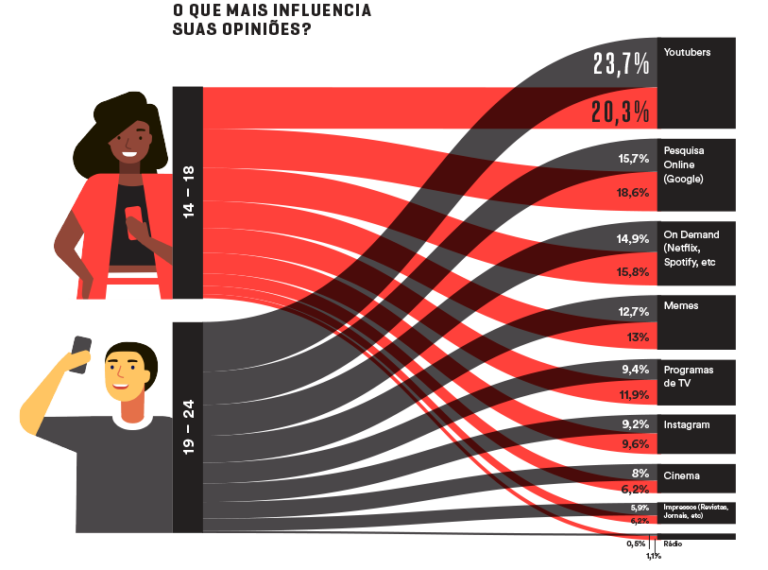 O QUE MAIS INFLUENCIA
SUAS OPINIÕES?
14 – 18
19 – 24
23,7%
20,3%
Youtubers
15,7%
18,6%
Pesquisa
Online
(Google)
14,9%
15,8%
On Demand
(Netflix,
Spotify, etc
12,7%
13%
Memes
9,4%
11,9%
Programas
de TV
9,2%
9,6%
Instagram
8%
6,2%
Cinema
5,9%
6,2%
Impressos (Revistas,
Jornais, etc)
0,5%
1,1%
Rádio